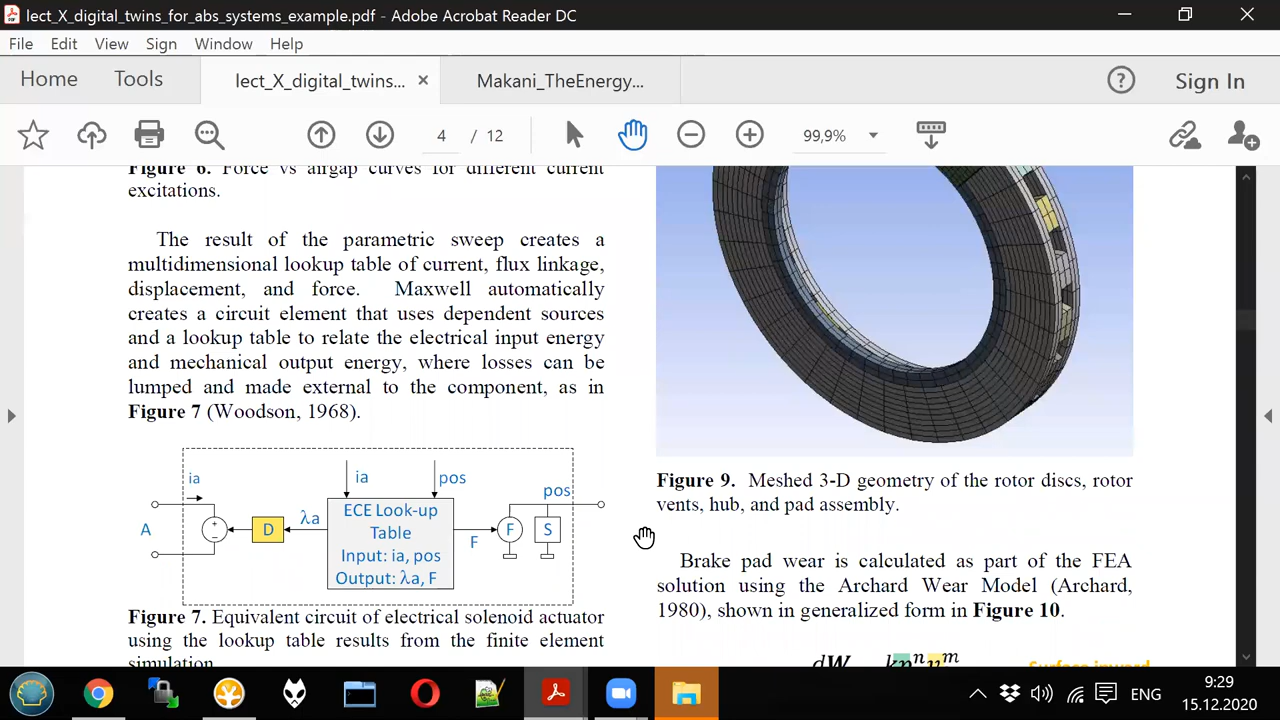 lect_X_digital_twins_for_abs_systems_example.pdf - Adobe Acrobat Reader DC
File Edit View Sign Window Help
Home Tools lect_X_digital_twins... × Makani_TheEnergy... ? Sign In
4 / 12 99,9%
Figure 6. Force vs airgap curves for different current
excitations.
The result of the parametric sweep creates a
multidimensional lookup table of current, flux linkage,
displacement, and force. Maxwell automatically
creates a circuit element that uses dependent sources
and a lookup table to relate the electrical input energy
and mechanical output energy, where losses can be
lumped and made external to the component, as in
Figure 7 (Woodson, 1968).
ia ia pos pos
A + − D λa ECE Look-up
Table
Input: ia, pos
Output: λa, F
F F S
Figure 7. Equivalent circuit of electrical solenoid actuator
using the lookup table results from the finite element
simulation
Figure 9. Meshed 3-D geometry of the rotor discs, rotor
vents, hub, and pad assembly.
Brake pad wear is calculated as part of the FEA
solution using the Archard Wear Model (Archard,
1980), shown in generalized form in Figure 10.
dW kpⁿvᵐ Surface inward
ENG 9:29
15.12.2020